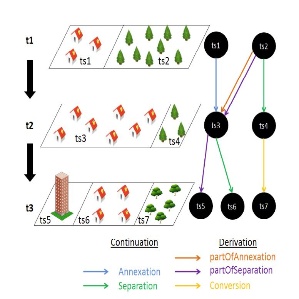 t1
ts1 ts2
ts1 ts2
t2
ts3 ts4
ts3 ts4
t3
ts5 ts6 ts7
ts5 ts6 ts7
Continuation Derivation
partOfAnnexation
Annexation partOfSeparation
Separation Conversion